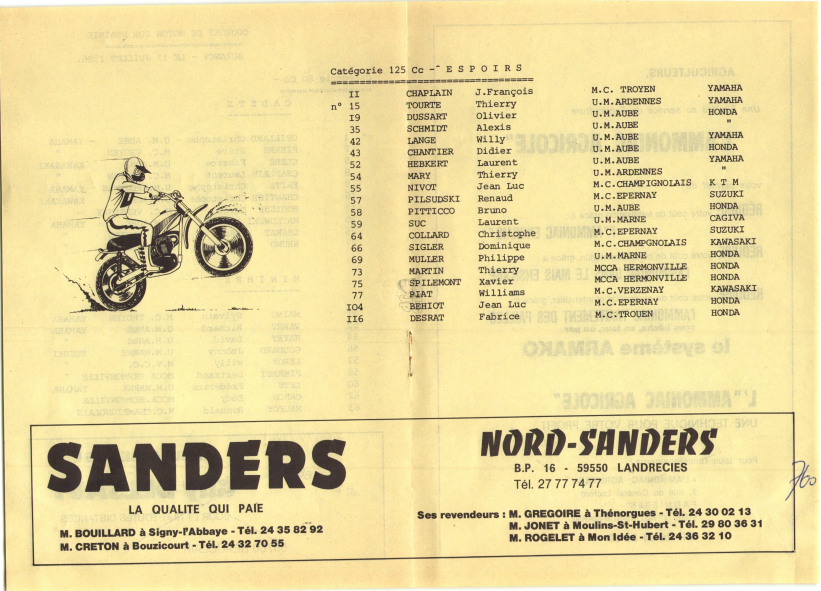 Catégorie 125 Cc - E S P O I R S
II CHAPLAIN J.François M.C. TROYEN YAMAHA
n° 15 TOURTE Thierry U.M.ARDENNES YAMAHA
I9 DUSSART Olivier U.M.AUBE HONDA
35 SCHMIDT Alexis U.M.AUBE "
42 LANGE Willy U.M.AUBE YAMAHA
43 CHANTIER Didier U.M.AUBE HONDA
52 HEBKERT Laurent U.M.AUBE YAMAHA
54 MARY Thierry U.M.ARDENNES "
55 NIVOT Jean Luc M.C.CHAMPIGNOLAIS K T M
57 PILSUDSKI Renaud M.C.EPERNAY SUZUKI
58 PITTICCO Bruno U.M.AUBE HONDA
59 SUC Laurent U.M.MARNE CAGIVA
64 COLLARD Christophe M.C.EPERNAY SUZUKI
66 SIGLER Dominique M.C.CHAMPGNOLAIS KAWASAKI
69 MULLER Philippe U.M.MARNE HONDA
73 MARTIN Thierry MCCA HERMONVILLE HONDA
75 SPILEMONT Xavier MCCA HERMONVILLE HONDA
77 PIAT Williams M.C.VERZENAY KAWASAKI
IO4 BEHIOT Jean Luc M.C.EPERNAY HONDA
II6 DESRAT Fabrice M.C.TROUEN HONDA
SANDERS
LA QUALITE QUI PAIE
M. BOUILLARD à Signy-l'Abbaye - Tél. 24 35 82 92
M. CRETON à Bouzicourt - Tél. 24 32 70 55
NORD-SANDERS
B.P. 16 - 59550 LANDRECIES
Tél. 27 77 74 77
Ses revendeurs : M. GREGOIRE à Thénorgues - Tél. 24 30 02 13
M. JONET à Moulins-St-Hubert - Tél. 29 80 36 31
M. ROGELET à Mon Idée - Tél. 24 36 32 10
760